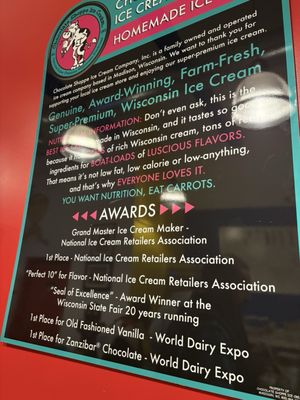 CH
ICE CREAM
HOMEMADE ICE
Chocolate Shoppe Ice Company, Inc. is a family owned and operated
ice cream company based in Madison, Wisconsin. We want to thank you for
supporting your local ice cream store and enjoying our super-premium ice cream.
Genuine, Award-Winning, Farm-Fresh,
Super-Premium, Wisconsin Ice Cream
NUTRITIONAL INFORMATION: Don't even ask, this is the
BEST made in Wisconsin, and it tastes so good
because it of rich Wisconsin cream, tons of
ingredients for BOAT-LOADS of LUSCIOUS FLAVORS.
That means it's not low fat, low calorie or low-anything,
and that's why EVERYONE LOVES IT.
YOU WANT NUTRITION, EAT CARROTS.
AWARDS
Grand Master Ice Cream Maker -
National Ice Cream Retailers Association
1st Place - National Ice Cream Retailers Association
"Perfect 10" for Flavor - National Ice Cream Retailers Association
"Seal of Excellence" - Award Winner at the
Wisconsin State Fair 20 years running
1st Place for Old Fashioned Vanilla - World Dairy Expo
1st Place for Zanzibar® Chocolate - World Dairy Expo
PROPERTY OF
CHOCOLATE SHOPPE ICE